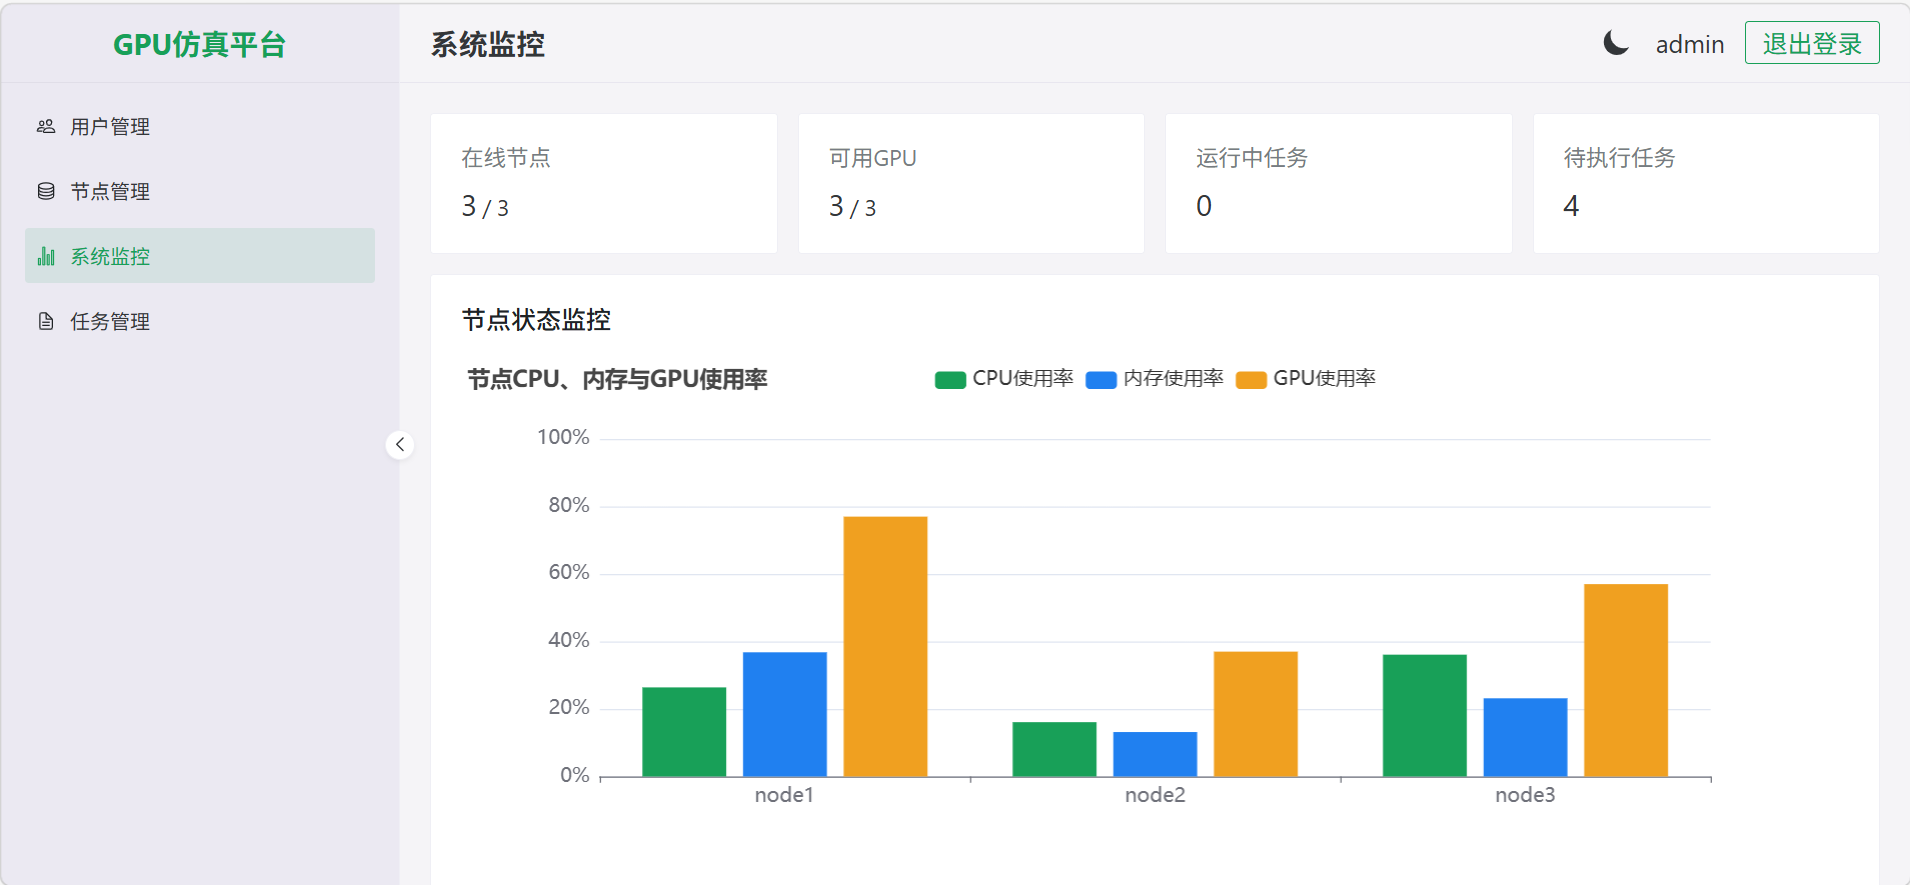 GPU仿真平台
用户管理
节点管理
系统监控
任务管理
系统监控
admin
退出登录
在线节点
3 / 3
可用GPU
3 / 3
运行中任务
0
待执行任务
4
节点状态监控
节点CPU、内存与GPU使用率
CPU使用率 内存使用率 GPU使用率
100%
80%
60%
40%
20%
0%
node1 node2 node3